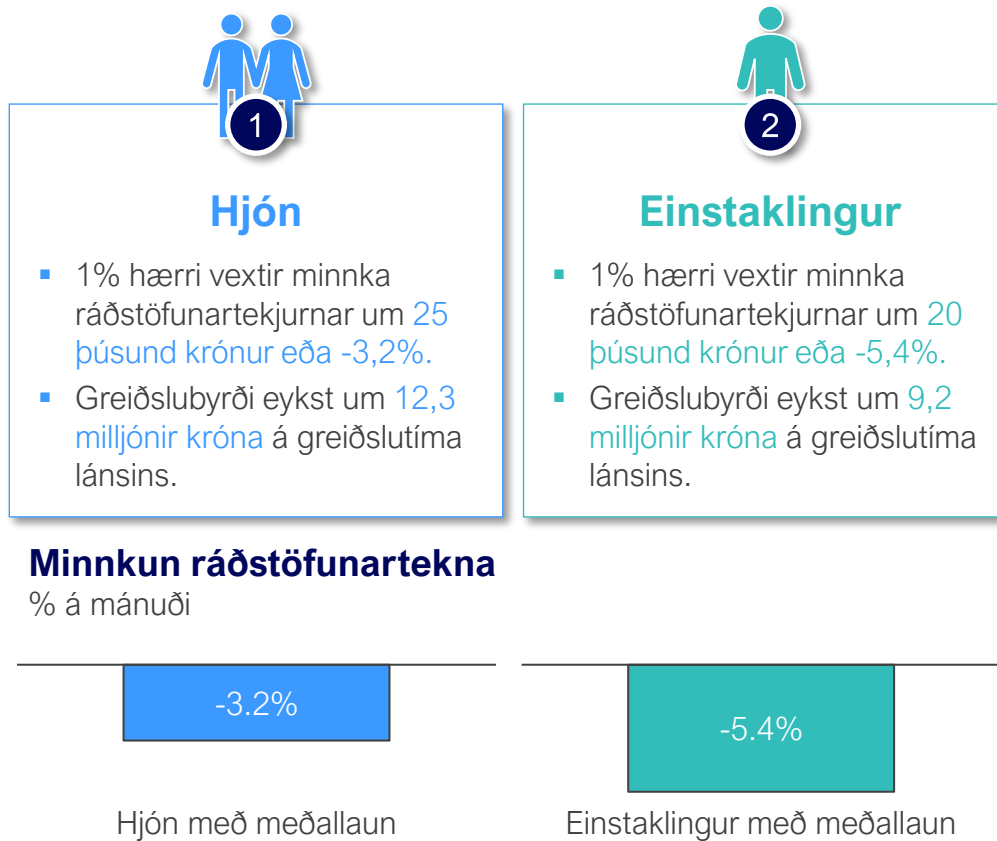 1
Hjón
▪ 1% hærri vextir minnka
ráðstöfunartekjurnar um 25
þúsund krónur eða -3,2%.
▪ Greiðslubyrði eykst um 12,3
milljónir króna á greiðslutíma
lánsins.
2
Einstaklingur
▪ 1% hærri vextir minnka
ráðstöfunartekjurnar um 20
þúsund krónur eða -5,4%.
▪ Greiðslubyrði eykst um 9,2
milljónir króna á greiðslutíma
lánsins.
Minnkun ráðstöfunartekna
% á mánuði
-3.2%
-5.4%
Hjón með meðallaun
Einstaklingur með meðallaun